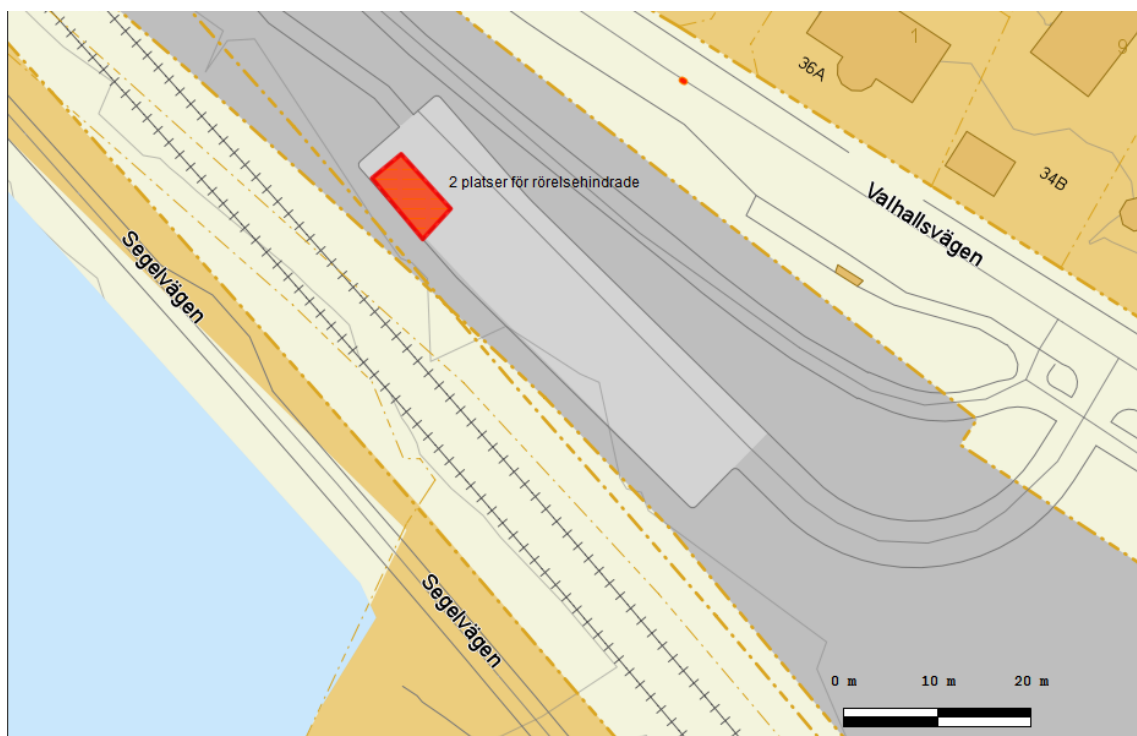 1
9
36A
2 platser för rörelsehindrade
34B
Valhallsvägen
Segelvägen
Segelvägen
0 m 10 m 20 m